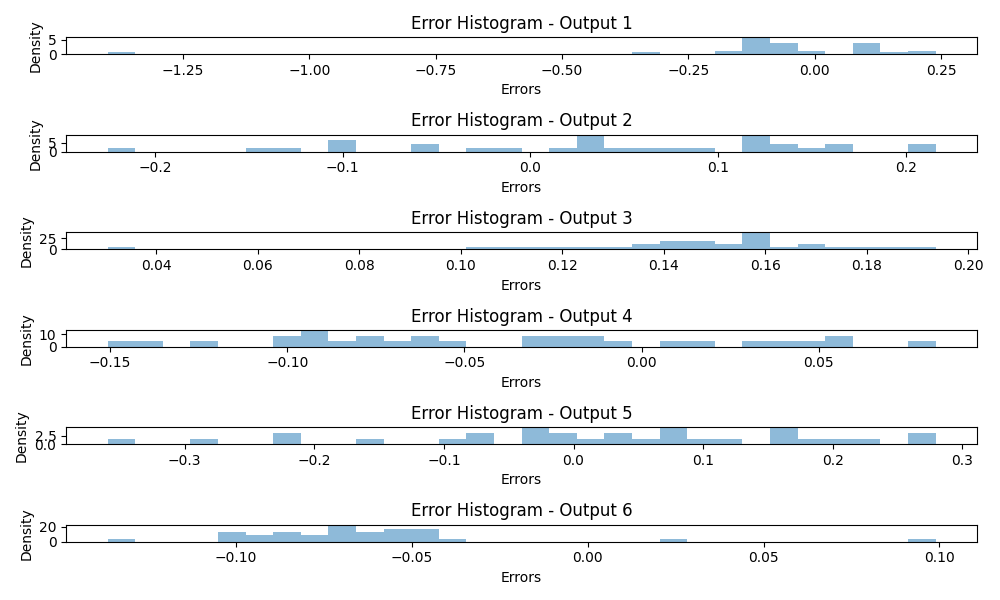 Error Histogram - Output 1
Density
5
0
−1.25 −1.00 −0.75 −0.50 −0.25 0.00 0.25
Errors
Error Histogram - Output 2
Density
5
0
−0.2 −0.1 0.0 0.1 0.2
Errors
Error Histogram - Output 3
Density
25
0
0.04 0.06 0.08 0.10 0.12 0.14 0.16 0.18 0.20
Errors
Error Histogram - Output 4
Density
10
0
−0.15 −0.10 −0.05 0.00 0.05
Errors
Error Histogram - Output 5
Density
2.5
0.0
−0.3 −0.2 −0.1 0.0 0.1 0.2 0.3
Errors
Error Histogram - Output 6
Density
20
0
−0.10 −0.05 0.00 0.05 0.10
Errors